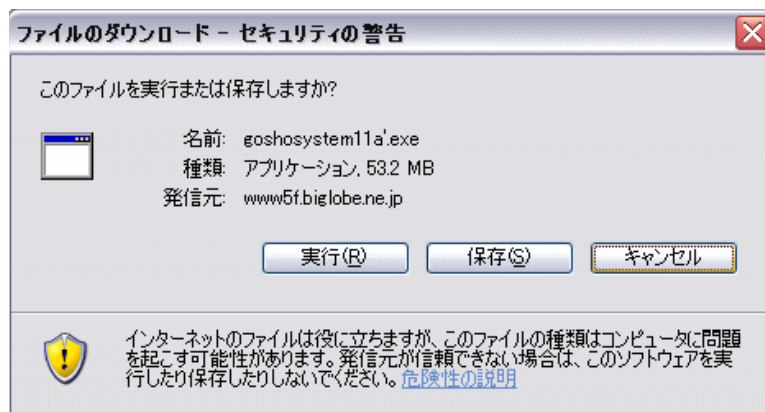 ファイルのダウンロード - セキュリティの警告
このファイルを実行または保存しますか?
名前: goshosystem11a'.exe
種類: アプリケーション, 53.2 MB
発信元: www5f.biglobe.ne.jp
実行(R) 保存(S) キャンセル
インターネットのファイルは役に立ちますが、このファイルの種類はコンピュータに問題
を起こす可能性があります。発信元が信頼できない場合は、このソフトウェアを実
行したり保存したりしないでください。危険性の説明